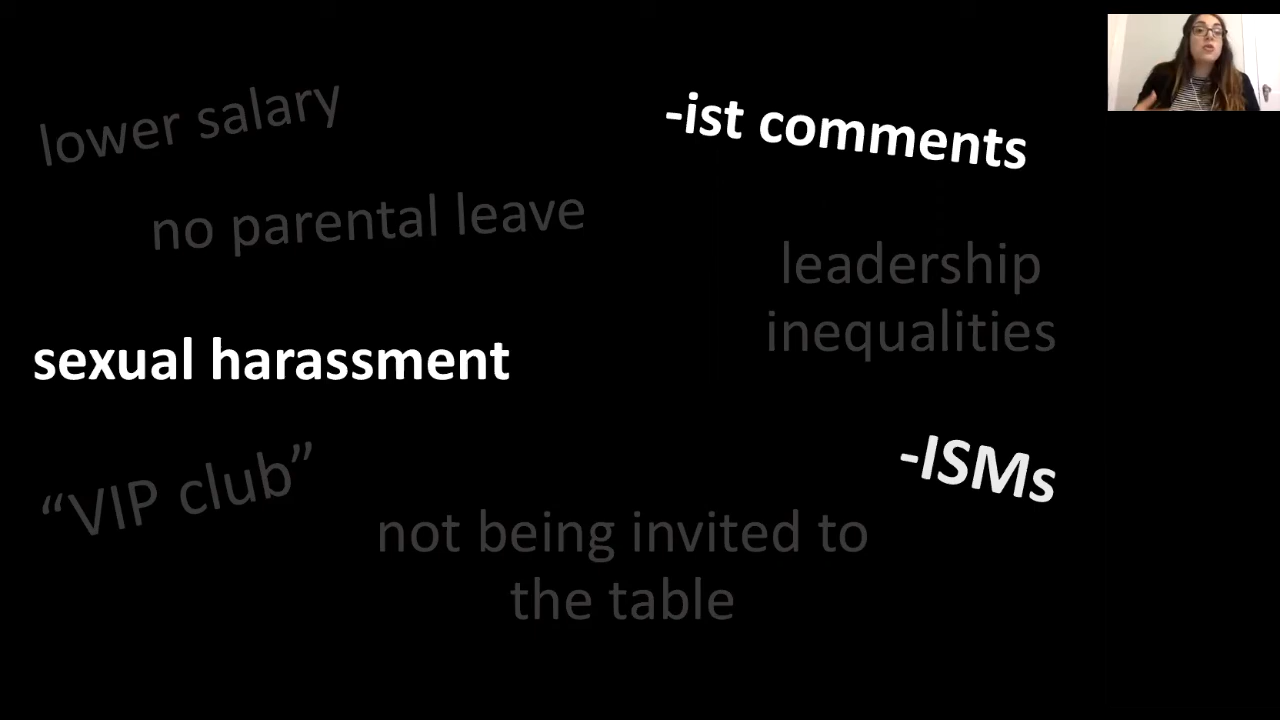 lower salary
-ist comments
no parental leave
leadership
inequalities
sexual harassment
-ISMs
“VIP club”
not being invited to
the table